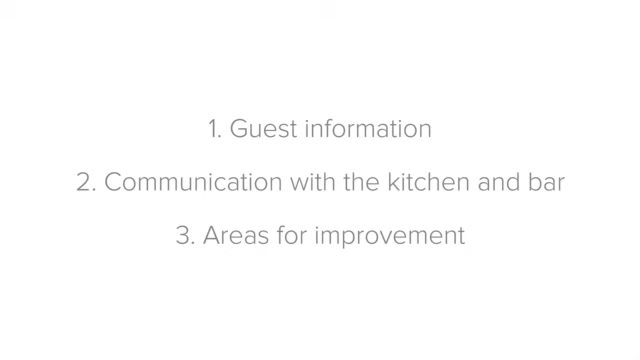 1. Guest information
2. Communication with the kitchen and bar
3. Areas for improvement